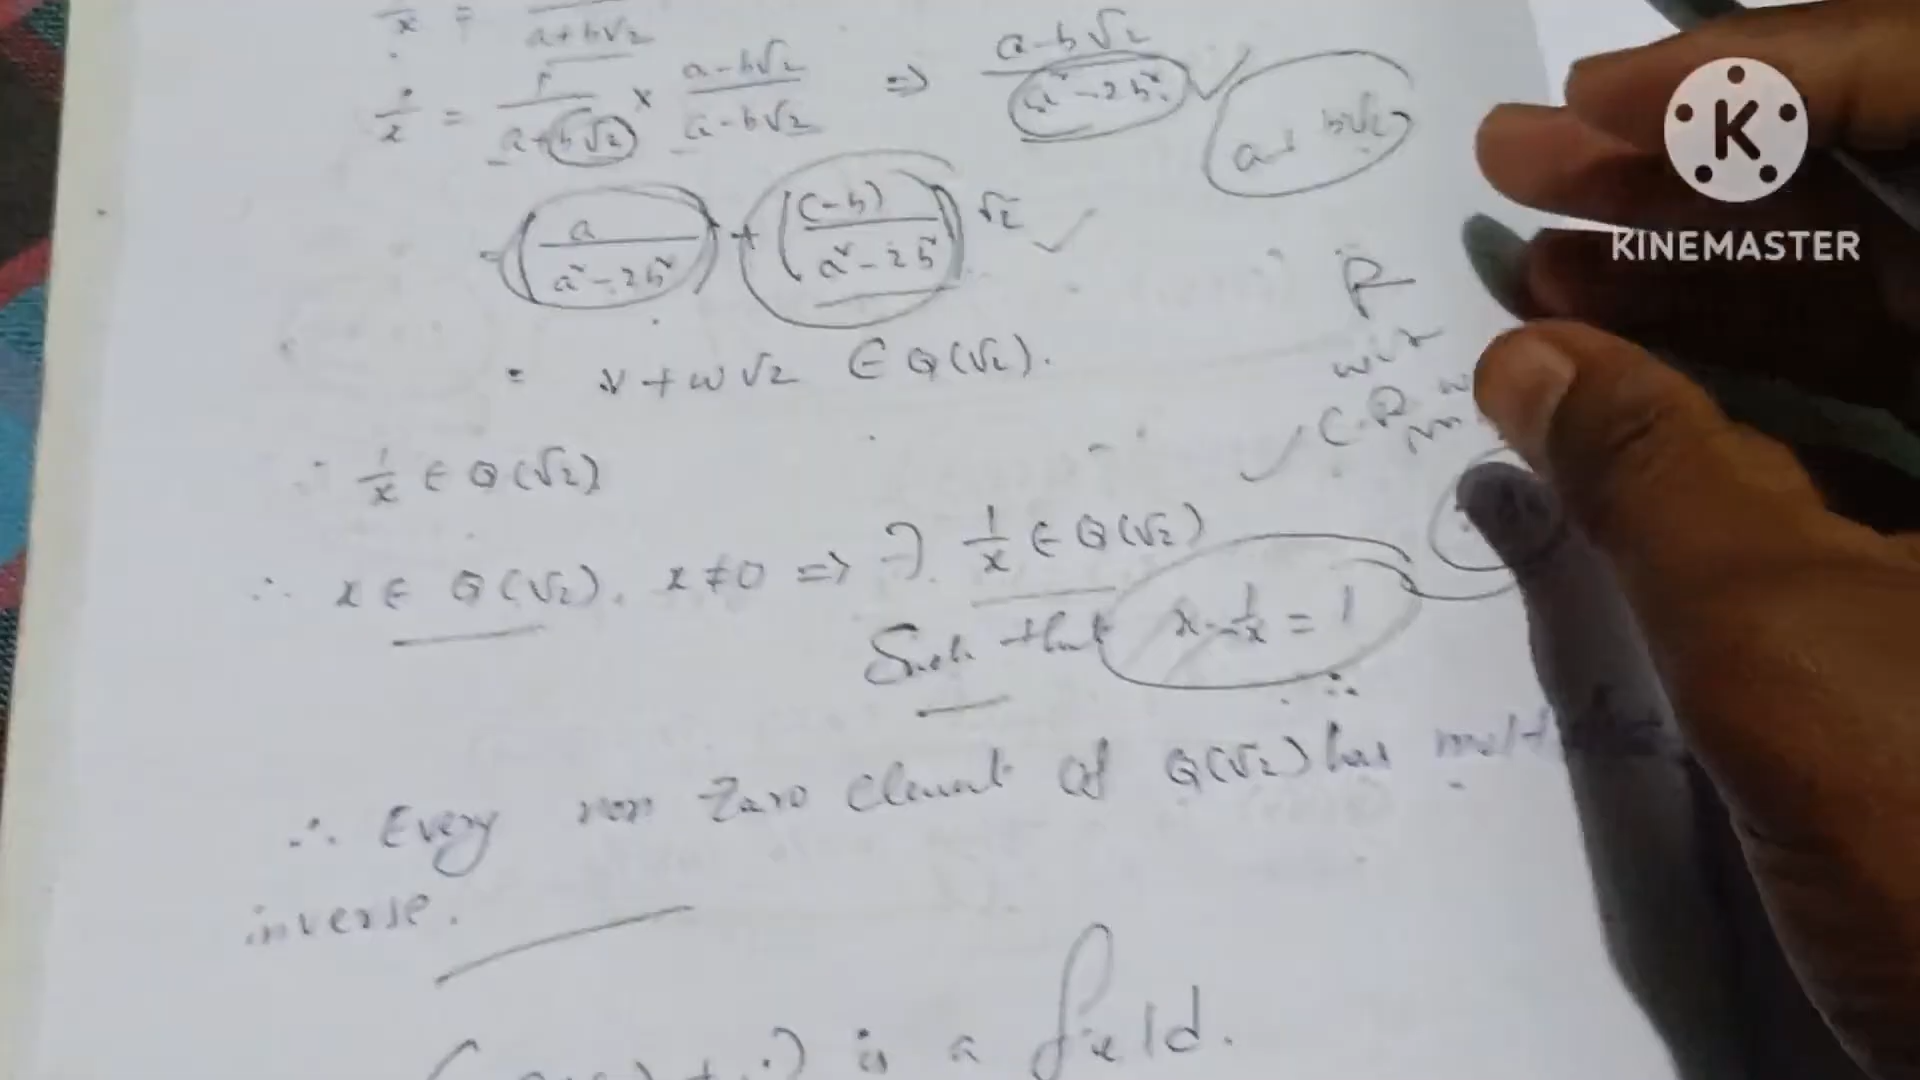 1/x = 1/(a+b√2)
1/x = 1/(a+b√2) × (a-b√2)/(a-b√2) ⇒ (a-b√2)/(a²-2b²) ✓ a+b√2
= (a/(a²-2b²)) + ((-b)/(a²-2b²)) √2 ✓
= v+w√2 ∈ Q(√2).
∴ 1/x ∈ Q(√2)
∴ x ∈ Q(√2), x≠0 ⇒ ∃ 1/x ∈ Q(√2)
Such that x·1/x = 1
∴ Every non zero element of Q(√2) has
inverse.
is a field.
R
C.R
KINEMASTER